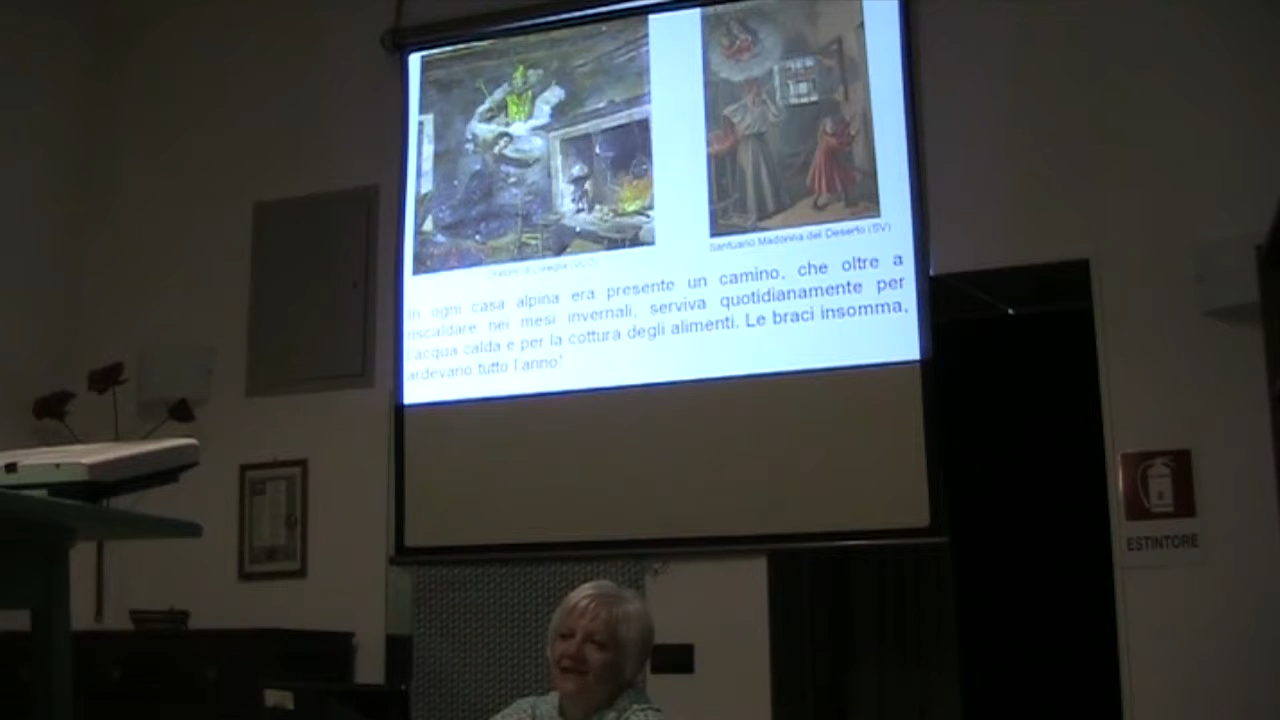 Santuario Madonna del Deserto (SV)
In ogni casa alpina era presente un camino, che oltre a
riscaldare nei mesi invernali, serviva quotidianamente per
l'acqua calda e per la cottura degli alimenti. Le braci insomma,
ardevano tutto l'anno"
ESTINTORE